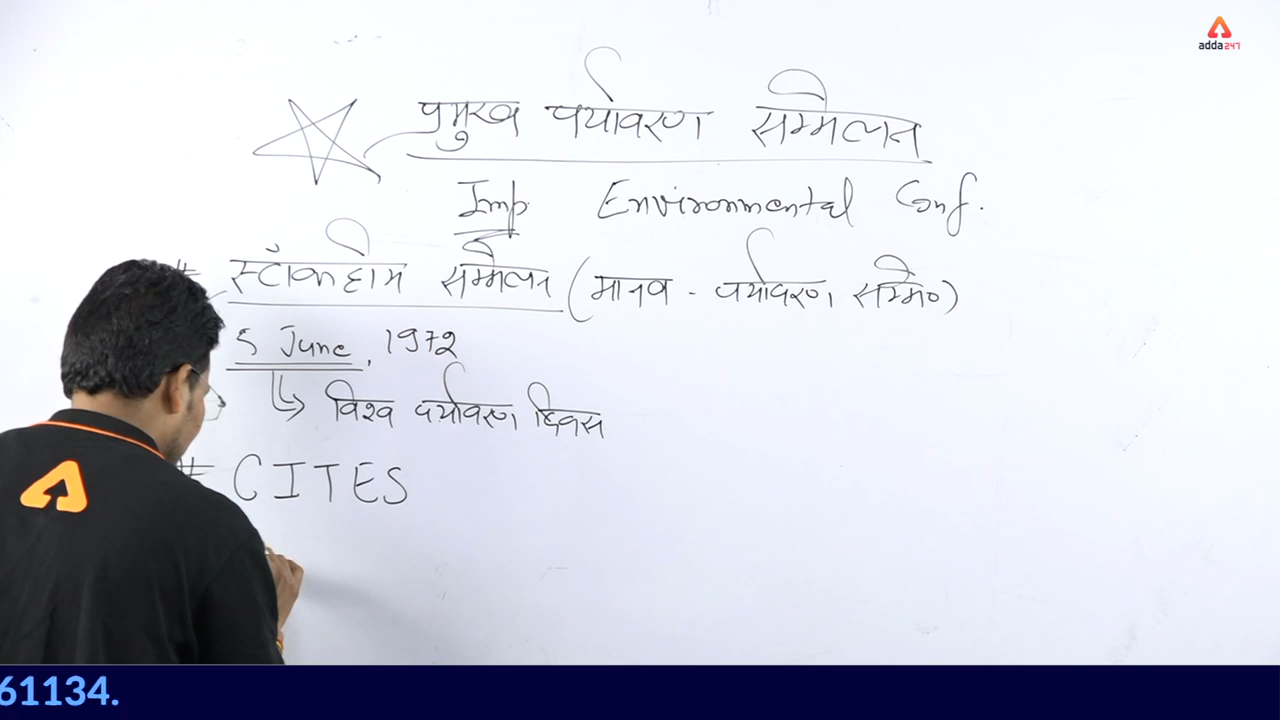 adda247
प्रमुख पर्यावरण सम्मेलन
Imp. Environmental Conf.
# स्टॉकहोम सम्मेलन (मानव - पर्यावरण सम्मे०)
5 June, 1972
विश्व पर्यावरण दिवस
# CITES
61134.